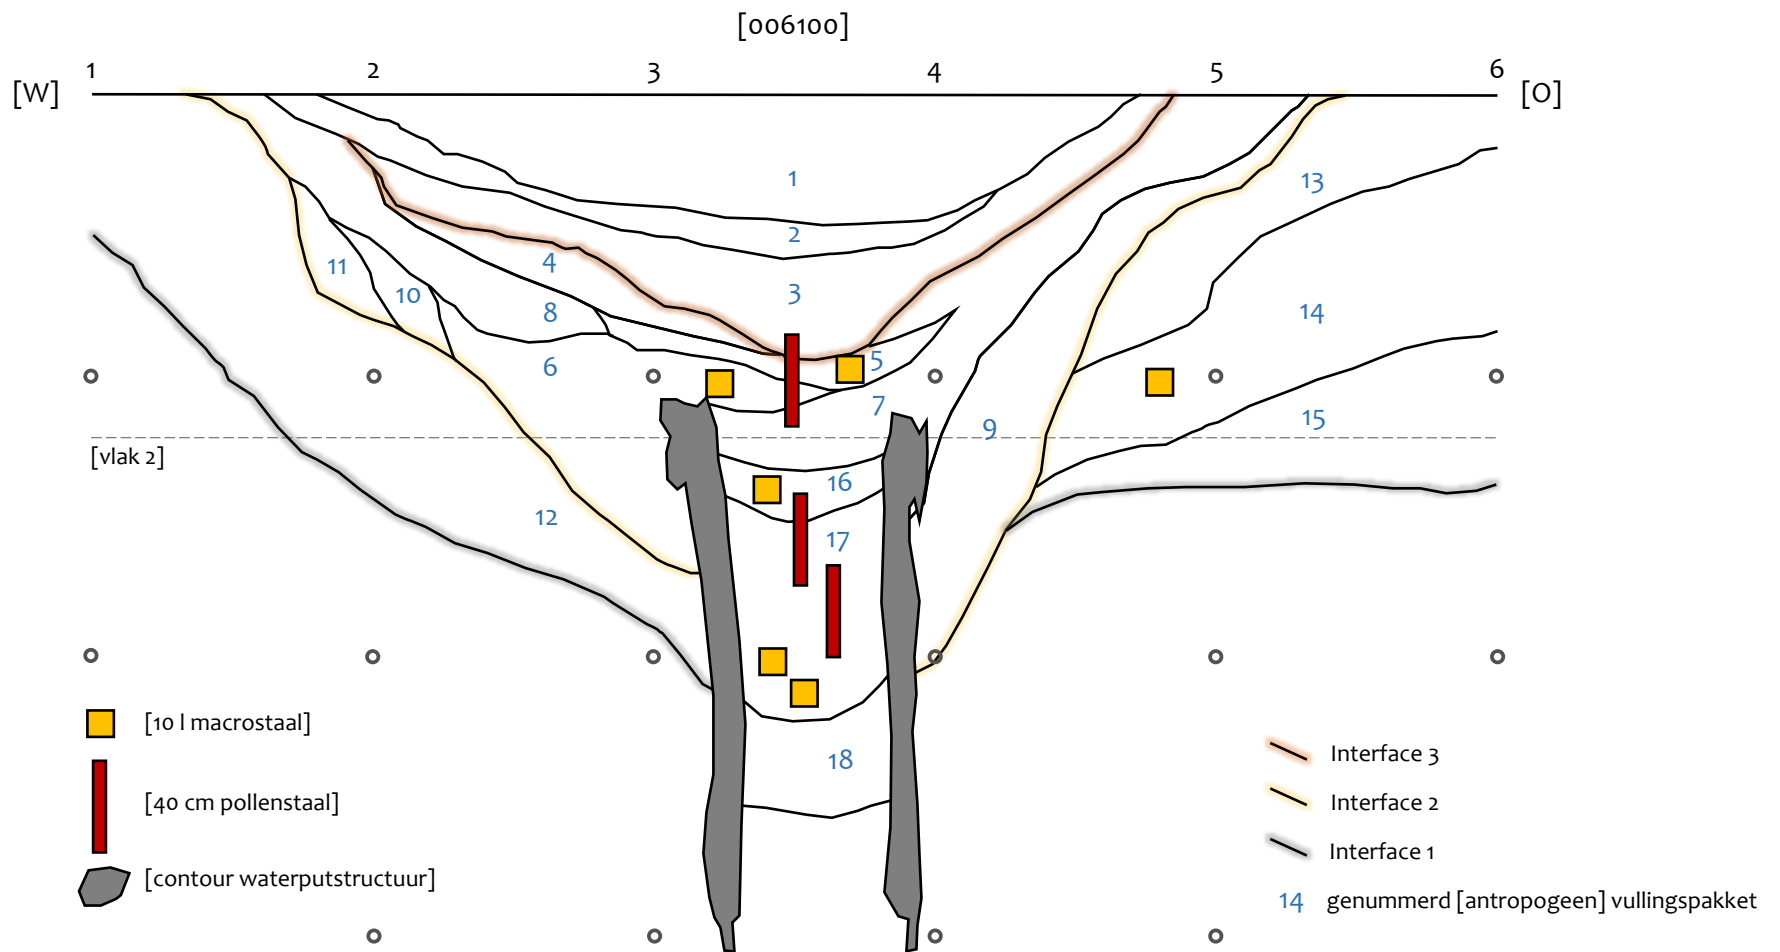 [006100]
1 2 3 4 5 6
[W] [O]
1
13
2
4
11
3
10
8
14
5
6
7
15
9
[vlak 2]
16
12
17
[10 l macrostaal]
18
Interface 3
[40 cm pollenstaal]
Interface 2
Interface 1
[contour waterputstructuur]
14 genummerd [antropogeen] vullingspakket